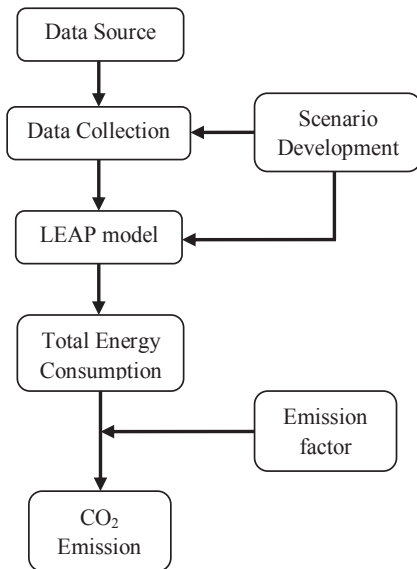 Data Source
Data Collection
Scenario
Development
LEAP model
Total Energy
Consumption
Emission
factor
CO₂
Emission